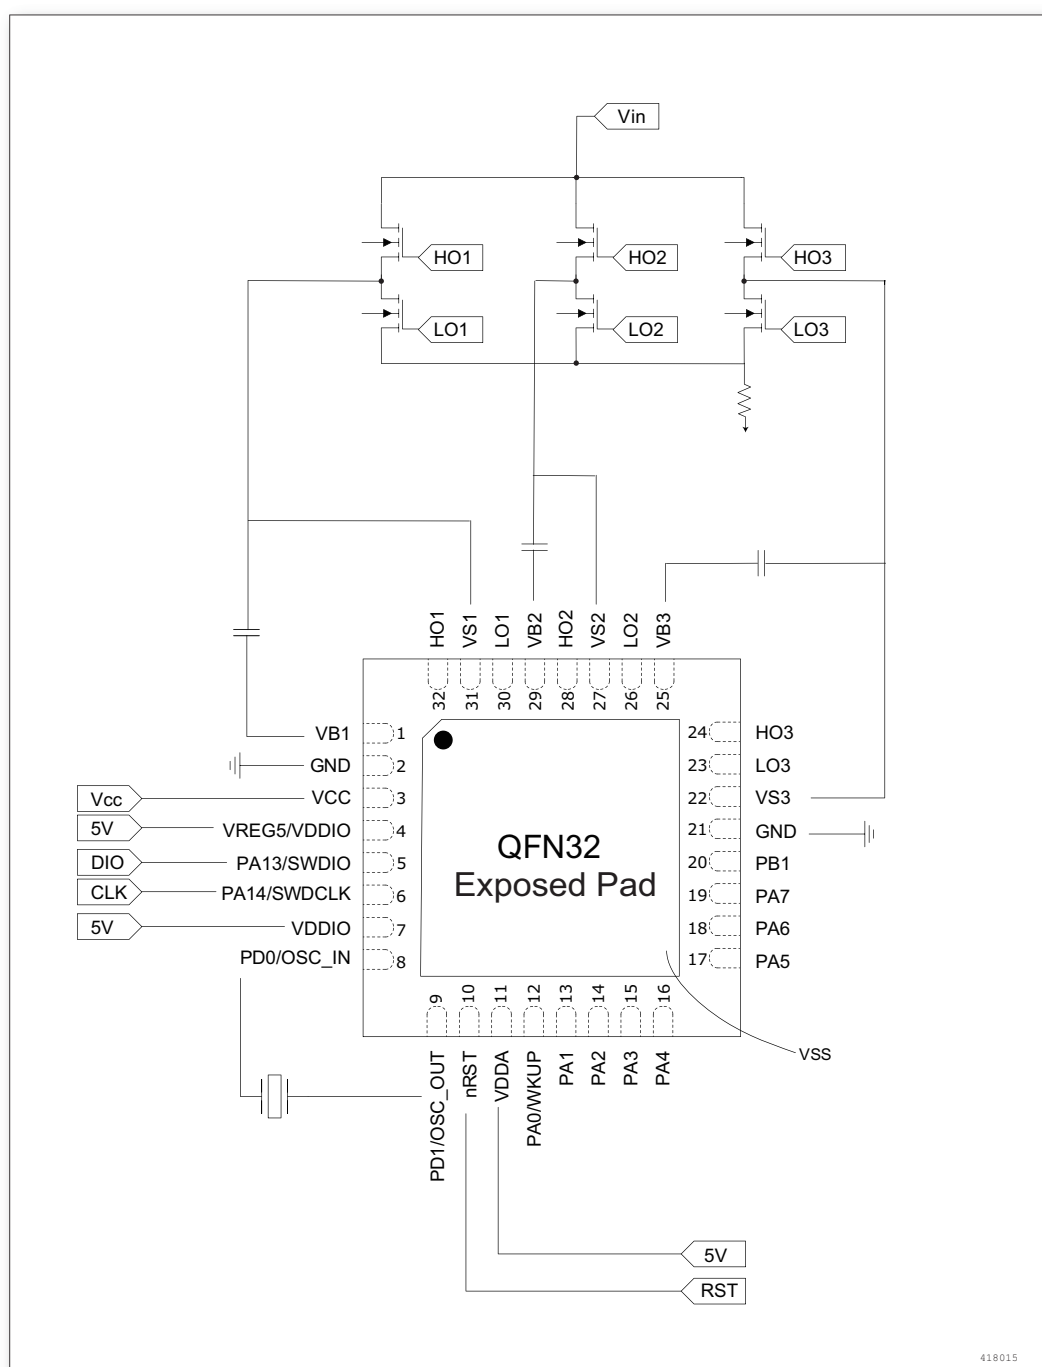 Vin
HO1
HO2
HO3
LO1
LO2
LO3
HO1
VS1
LO1
VB2
HO2
VS2
LO2
VB3
32
31
30
29
28
27
26
25
VB1
1
24
HO3
GND
2
23
LO3
Vcc
VCC
3
22
VS3
5V
VREG5/VDDIO
4
21
GND
DIO
PA13/SWDIO
5
20
PB1
CLK
PA14/SWDCLK
6
19
PA7
5V
VDDIO
7
18
PA6
PD0/OSC_IN
8
17
PA5
QFN32
Exposed Pad
9
10
11
12
13
14
15
16
PD1/OSC_OUT
nRST
VDDA
PA0/WKUP
PA1
PA2
PA3
PA4
VSS
5V
RST
418015